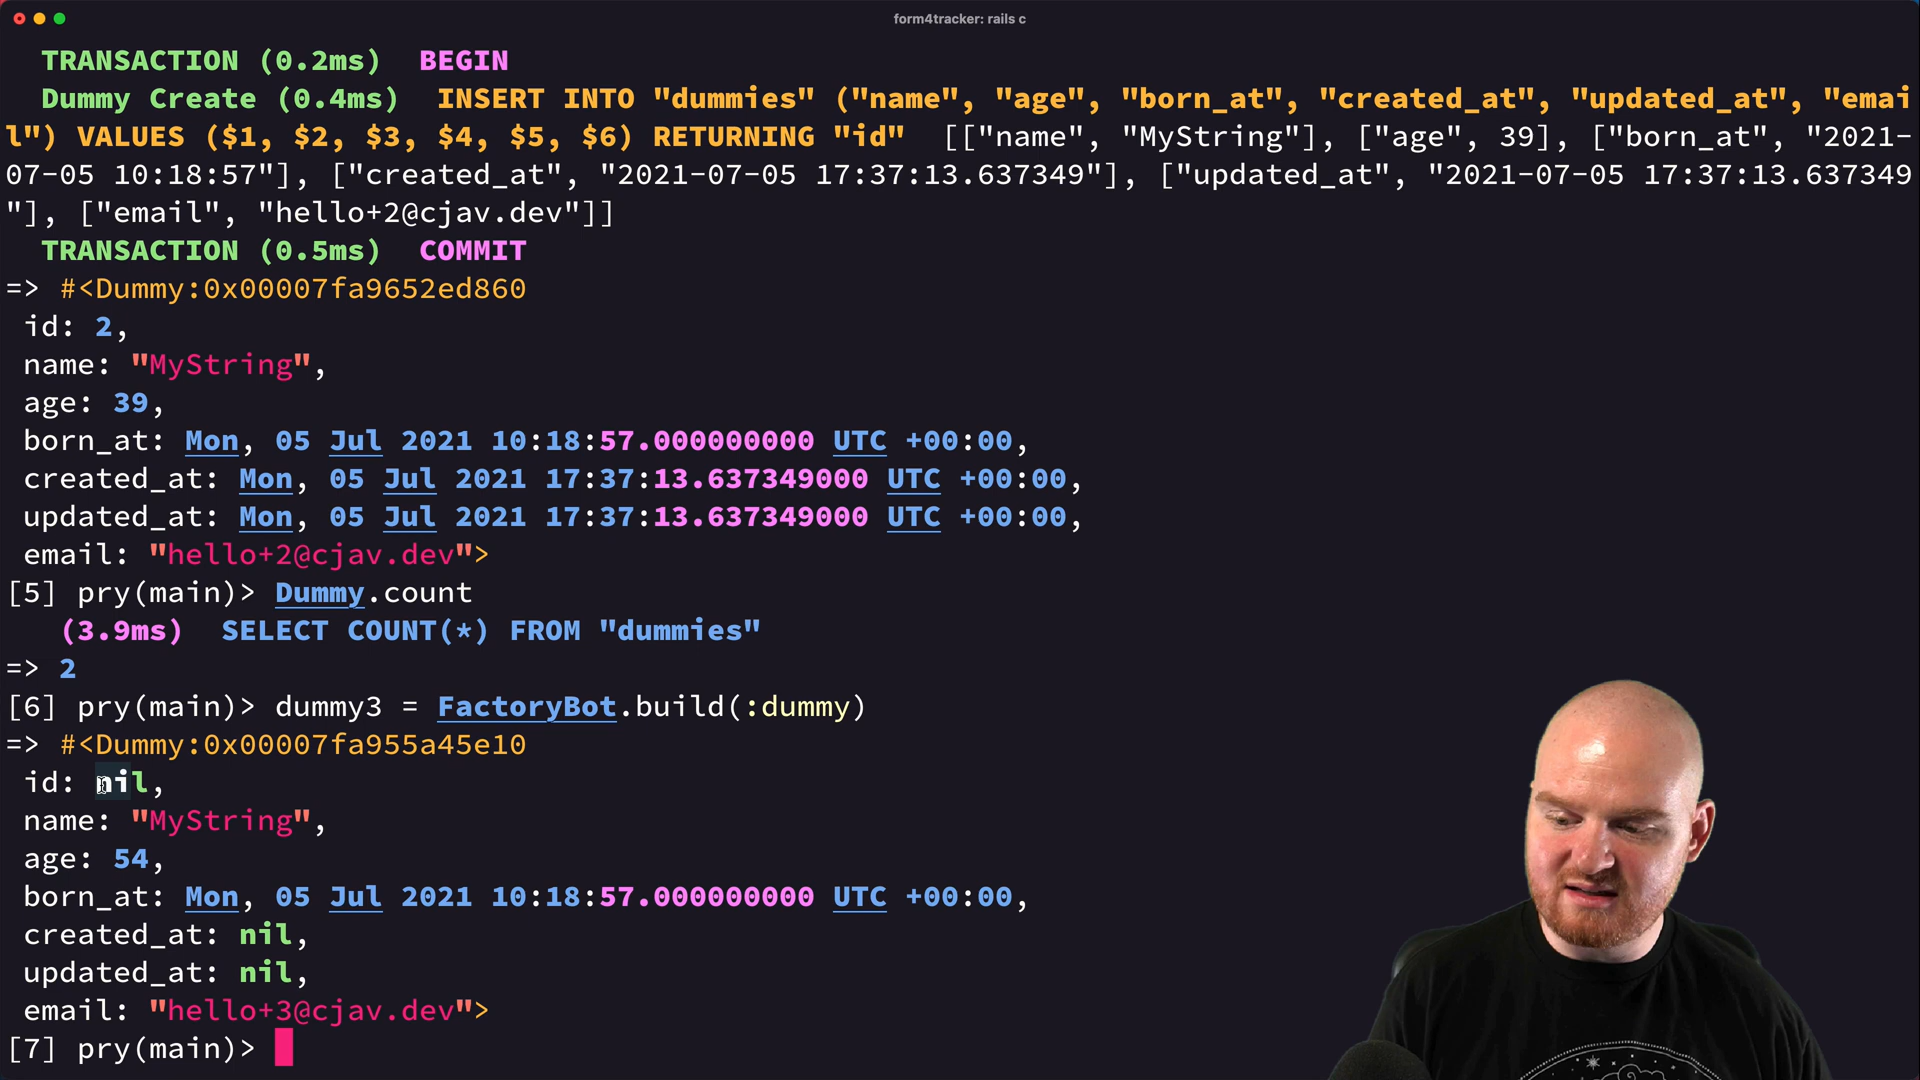 form4tracker: rails c
TRANSACTION (0.2ms)  BEGIN
Dummy Create (0.4ms)  INSERT INTO "dummies" ("name", "age", "born_at", "created_at", "updated_at", "emai
l") VALUES ($1, $2, $3, $4, $5, $6) RETURNING "id"  [["name", "MyString"], ["age", 39], ["born_at", "2021-
07-05 10:18:57"], ["created_at", "2021-07-05 17:37:13.637349"], ["updated_at", "2021-07-05 17:37:13.637349
"], ["email", "hello+2@cjav.dev"]]
TRANSACTION (0.5ms)  COMMIT
=> #<Dummy:0x00007fa9652ed860
id: 2,
name: "MyString",
age: 39,
born_at: Mon, 05 Jul 2021 10:18:57.000000000 UTC +00:00,
created_at: Mon, 05 Jul 2021 17:37:13.637349000 UTC +00:00,
updated_at: Mon, 05 Jul 2021 17:37:13.637349000 UTC +00:00,
email: "hello+2@cjav.dev">
[5] pry(main)> Dummy.count
(3.9ms)  SELECT COUNT(*) FROM "dummies"
=> 2
[6] pry(main)> dummy3 = FactoryBot.build(:dummy)
=> #<Dummy:0x00007fa955a45e10
id: nil,
name: "MyString",
age: 54,
born_at: Mon, 05 Jul 2021 10:18:57.000000000 UTC +00:00,
created_at: nil,
updated_at: nil,
email: "hello+3@cjav.dev">
[7] pry(main)>